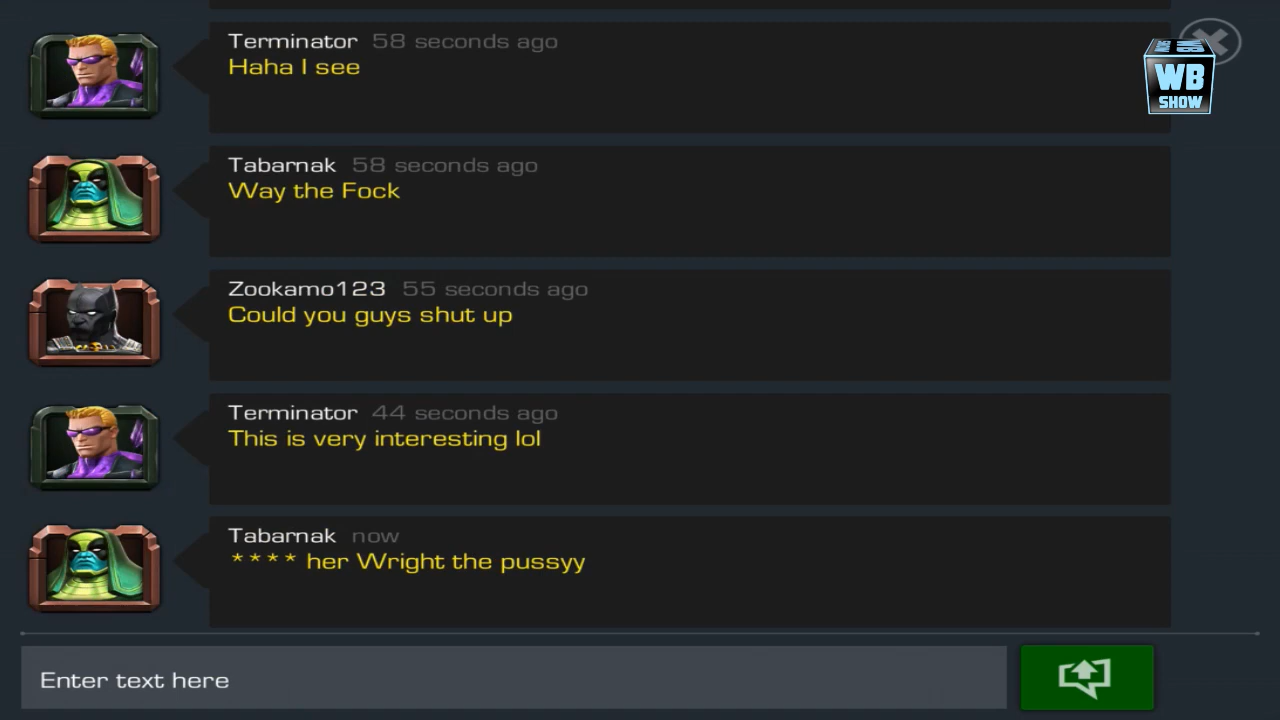 Terminator 58 seconds ago
Haha I see
WB
SHOW
Tabarnak 58 seconds ago
Way the Fock
Zookamo123 55 seconds ago
Could you guys shut up
Terminator 44 seconds ago
This is very interesting lol
Tabarnak now
**** her Wright the pussyy
Enter text here